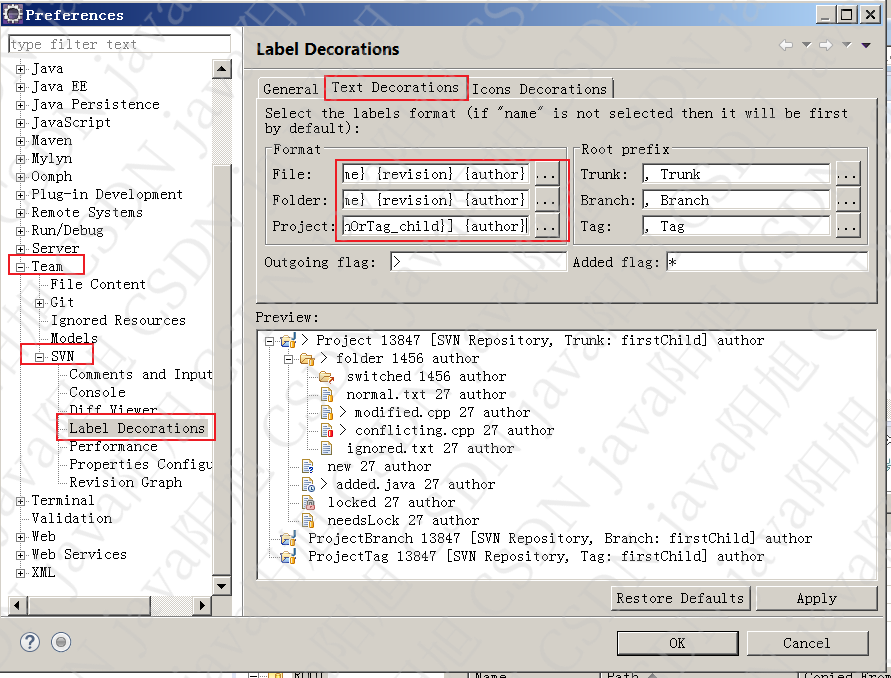 Preferences
type filter text
Java
Java EE
Java Persistence
JavaScript
Maven
Mylyn
Oomph
Plug-in Development
Remote Systems
Run/Debug
Server
Team
File Content
Git
Ignored Resources
Models
SVN
Comments and Input
Console
Diff Viewer
Label Decorations
Performance
Properties Configu
Revision Graph
Terminal
Validation
Web
Web Services
XML
Label Decorations
General Text Decorations Icons Decorations
Select the labels format (if "name" is not selected then it will be first
by default):
Format
File: me} {revision} {author} ...
Folder: me} {revision} {author} ...
Project: nOrTag_child}] {author} ...
Root prefix
Trunk: , Trunk ...
Branch: , Branch ...
Tag: , Tag ...
Outgoing flag: > Added flag: *
Preview:
> Project 13847 [SVN Repository, Trunk: firstChild] author
> folder 1456 author
switched 1456 author
normal.txt 27 author
> modified.cpp 27 author
> conflicting.cpp 27 author
ignored.txt 27 author
new 27 author
> added.java 27 author
locked 27 author
needsLock 27 author
ProjectBranch 13847 [SVN Repository, Branch: firstChild] author
ProjectTag 13847 [SVN Repository, Tag: firstChild] author
Restore Defaults Apply
OK Cancel
ROOT Name Path Copied From